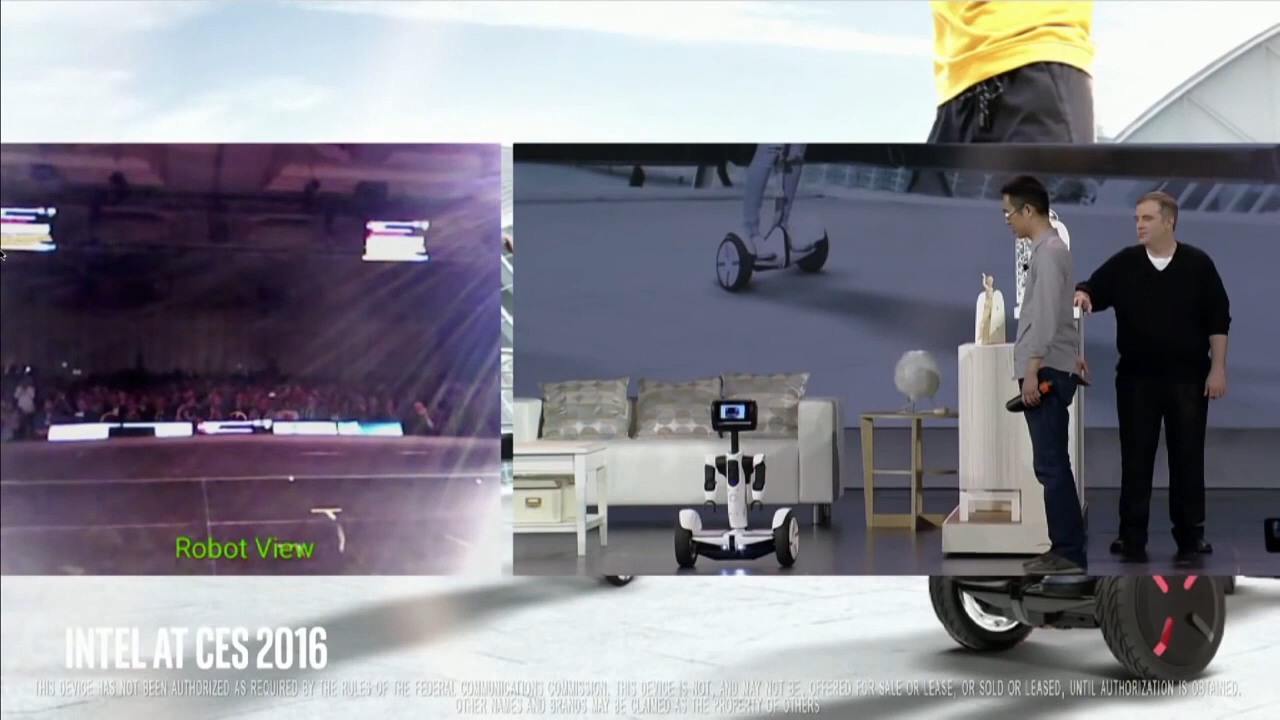 Robot View
INTEL AT CES 2016
THIS DEVICE HAS NOT BEEN AUTHORIZED AS REQUIRED BY THE RULES OF THE FEDERAL COMMUNICATIONS COMMISSION. THIS DEVICE IS NOT, AND MAY NOT BE, OFFERED FOR SALE OR LEASE, OR SOLD OR LEASED, UNTIL AUTHORIZATION IS OBTAINED.
OTHER NAMES AND BRANDS MAY BE CLAIMED AS THE PROPERTY OF OTHERS